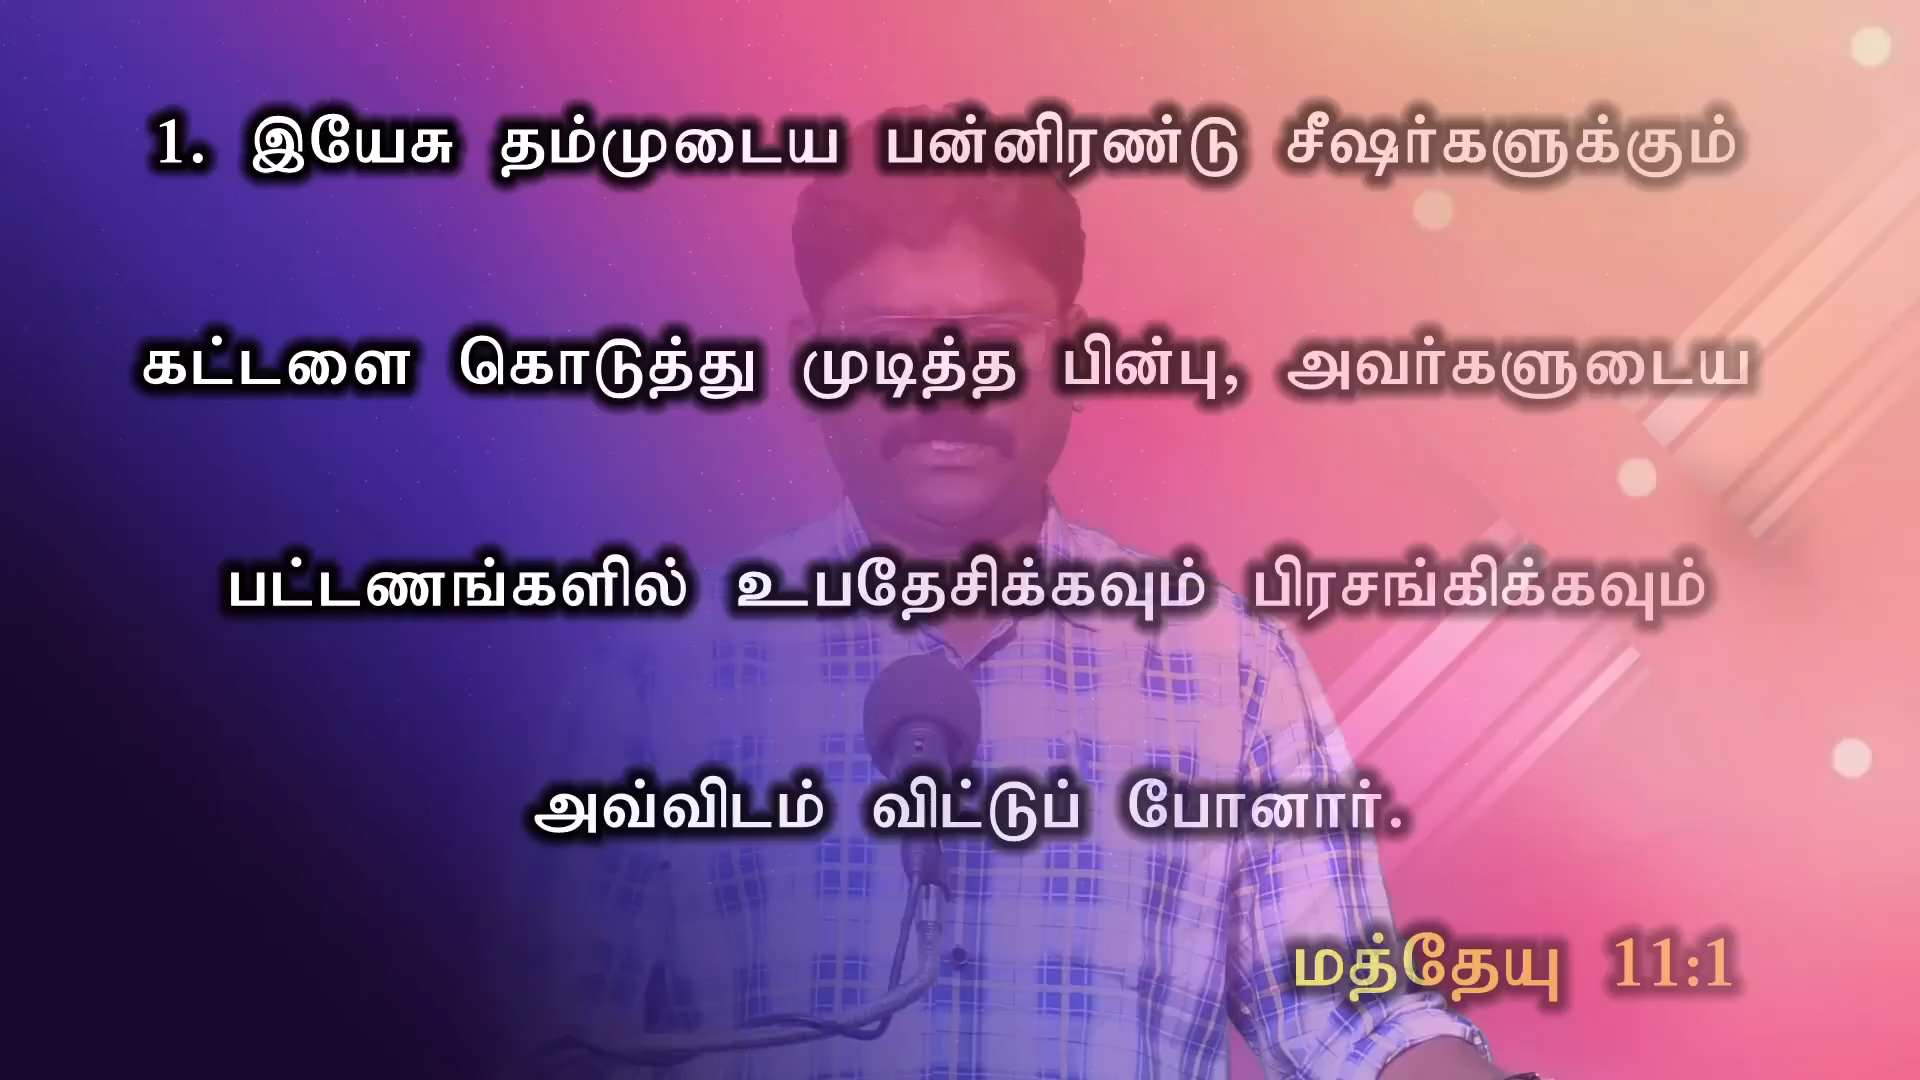 1. இயேசு தம்முடைய பன்னிரண்டு சீஷர்களுக்கும்
கட்டளை கொடுத்து முடித்த பின்பு, அவர்களுடைய
பட்டணங்களில் உபதேசிக்கவும் பிரசங்கிக்கவும்
அவ்விடம் விட்டுப் போனார்.
மத்தேயு 11:1